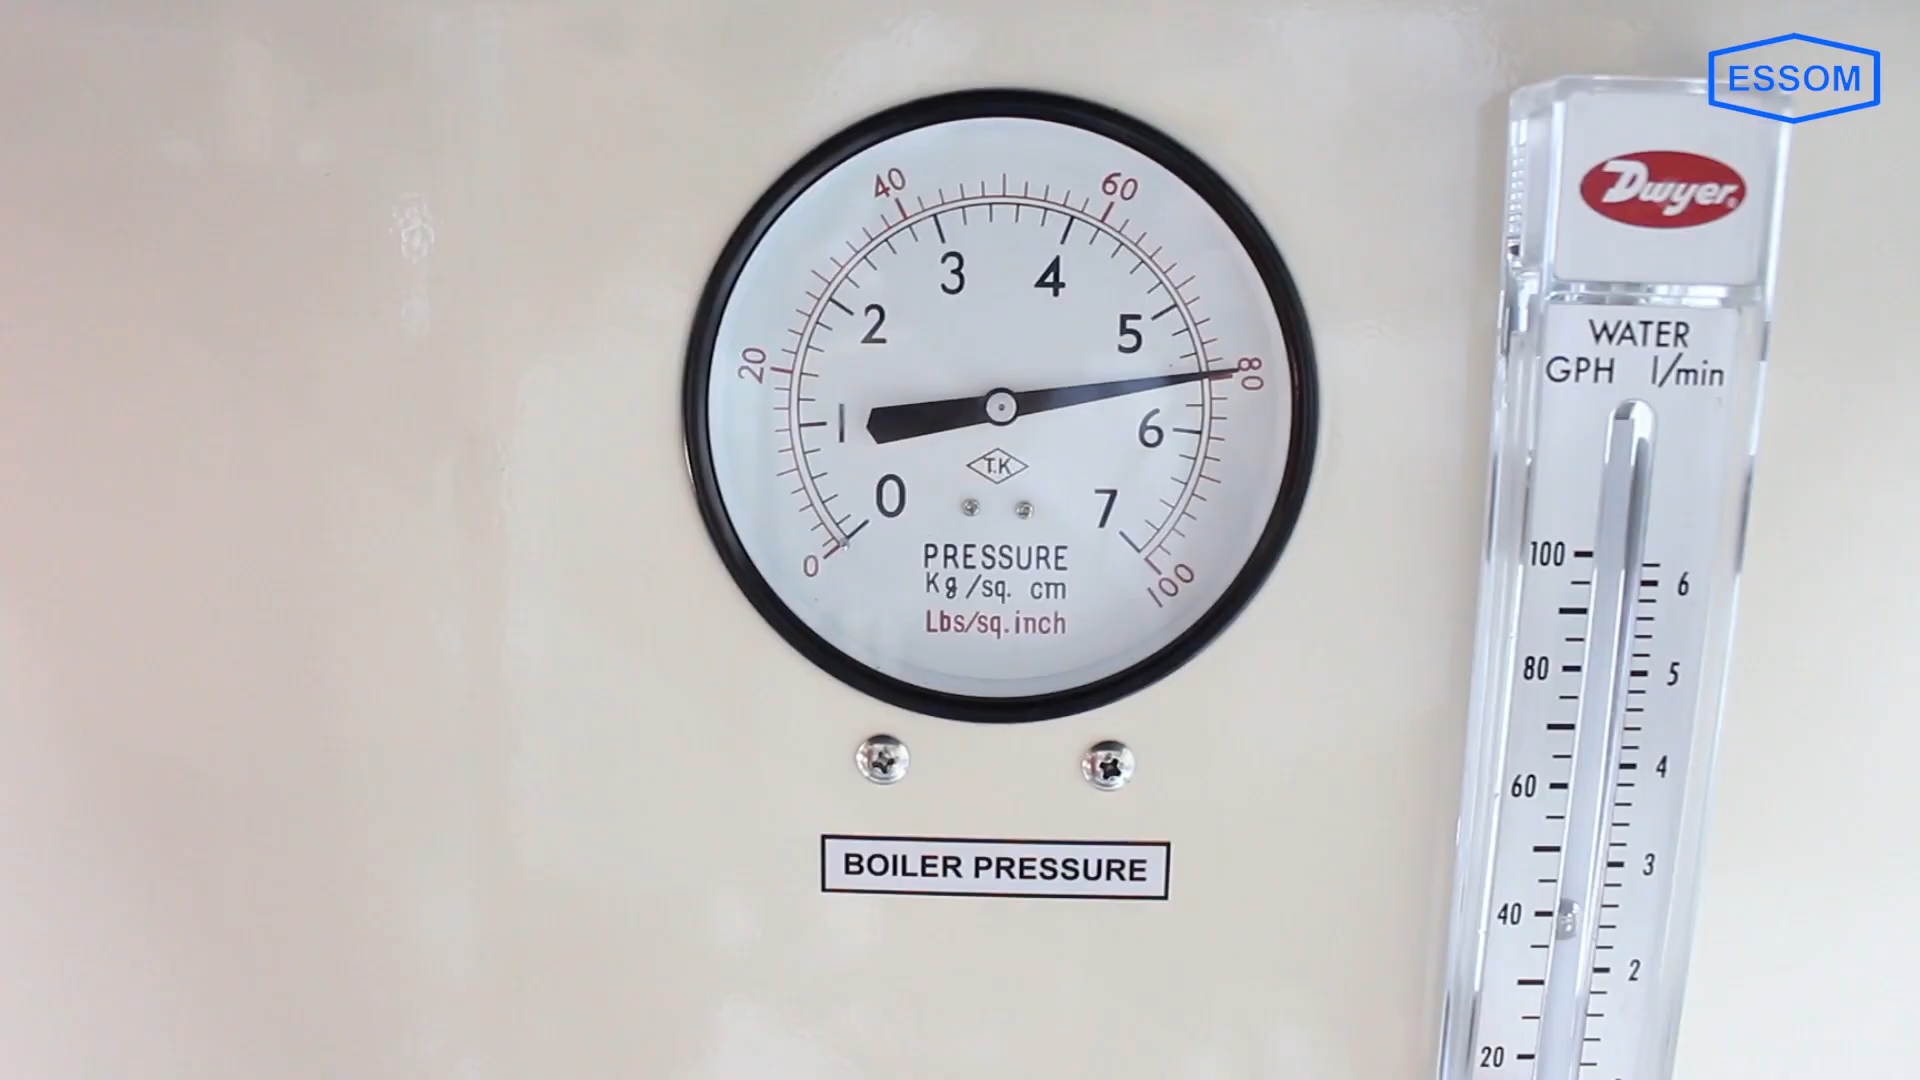 ESSOM
Dwyer
WATER
GPH l/min
100
80
60
40
20
6
5
4
3
2
0
20
40
60
80
100
0
1
2
3
4
5
6
7
T.K
PRESSURE
Kg/sq. cm
Lbs/sq.inch
BOILER PRESSURE